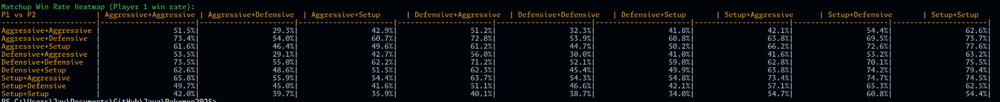 Matchup Win Rate Heatmap (Player 1 win rate):
P1 vs P2 | Aggressive+Aggressive | Aggressive+Defensive | Aggressive+Setup | Defensive+Aggressive | Defensive+Defensive | Defensive+Setup | Setup+Aggressive | Setup+Defensive | Setup+Setup
---------------------|---------------------|---------------------|---------------------|---------------------|---------------------|---------------------|---------------------|---------------------|---------------------|
Aggressive+Aggressive | 51.5%| 29.3%| 42.9%| 51.2%| 32.3%| 41.8%| 42.1%| 54.4%| 62.6%|
Aggressive+Defensive | 73.4%| 54.0%| 60.7%| 72.8%| 53.9%| 60.8%| 63.8%| 69.5%| 73.7%|
Aggressive+Setup | 61.6%| 46.4%| 49.6%| 61.2%| 44.7%| 50.2%| 66.2%| 72.6%| 77.6%|
Defensive+Aggressive | 53.5%| 29.1%| 42.7%| 56.0%| 30.0%| 41.0%| 41.6%| 53.2%| 63.2%|
Defensive+Defensive | 73.5%| 55.0%| 62.2%| 71.2%| 52.1%| 59.0%| 62.8%| 70.1%| 75.5%|
Defensive+Setup | 62.6%| 48.6%| 51.5%| 62.3%| 45.4%| 49.9%| 63.8%| 74.2%| 79.4%|
Setup+Aggressive | 65.8%| 55.9%| 54.4%| 63.7%| 54.3%| 54.8%| 73.4%| 74.7%| 74.5%|
Setup+Defensive | 49.7%| 45.0%| 41.6%| 51.1%| 46.6%| 42.1%| 57.1%| 65.3%| 62.5%|
Setup+Setup | 42.0%| 39.7%| 35.9%| 40.1%| 38.7%| 34.0%| 54.7%| 60.8%| 54.4%|
PS C:\Users\Jay\Documents\GitHub\Java\Pokemon2025>